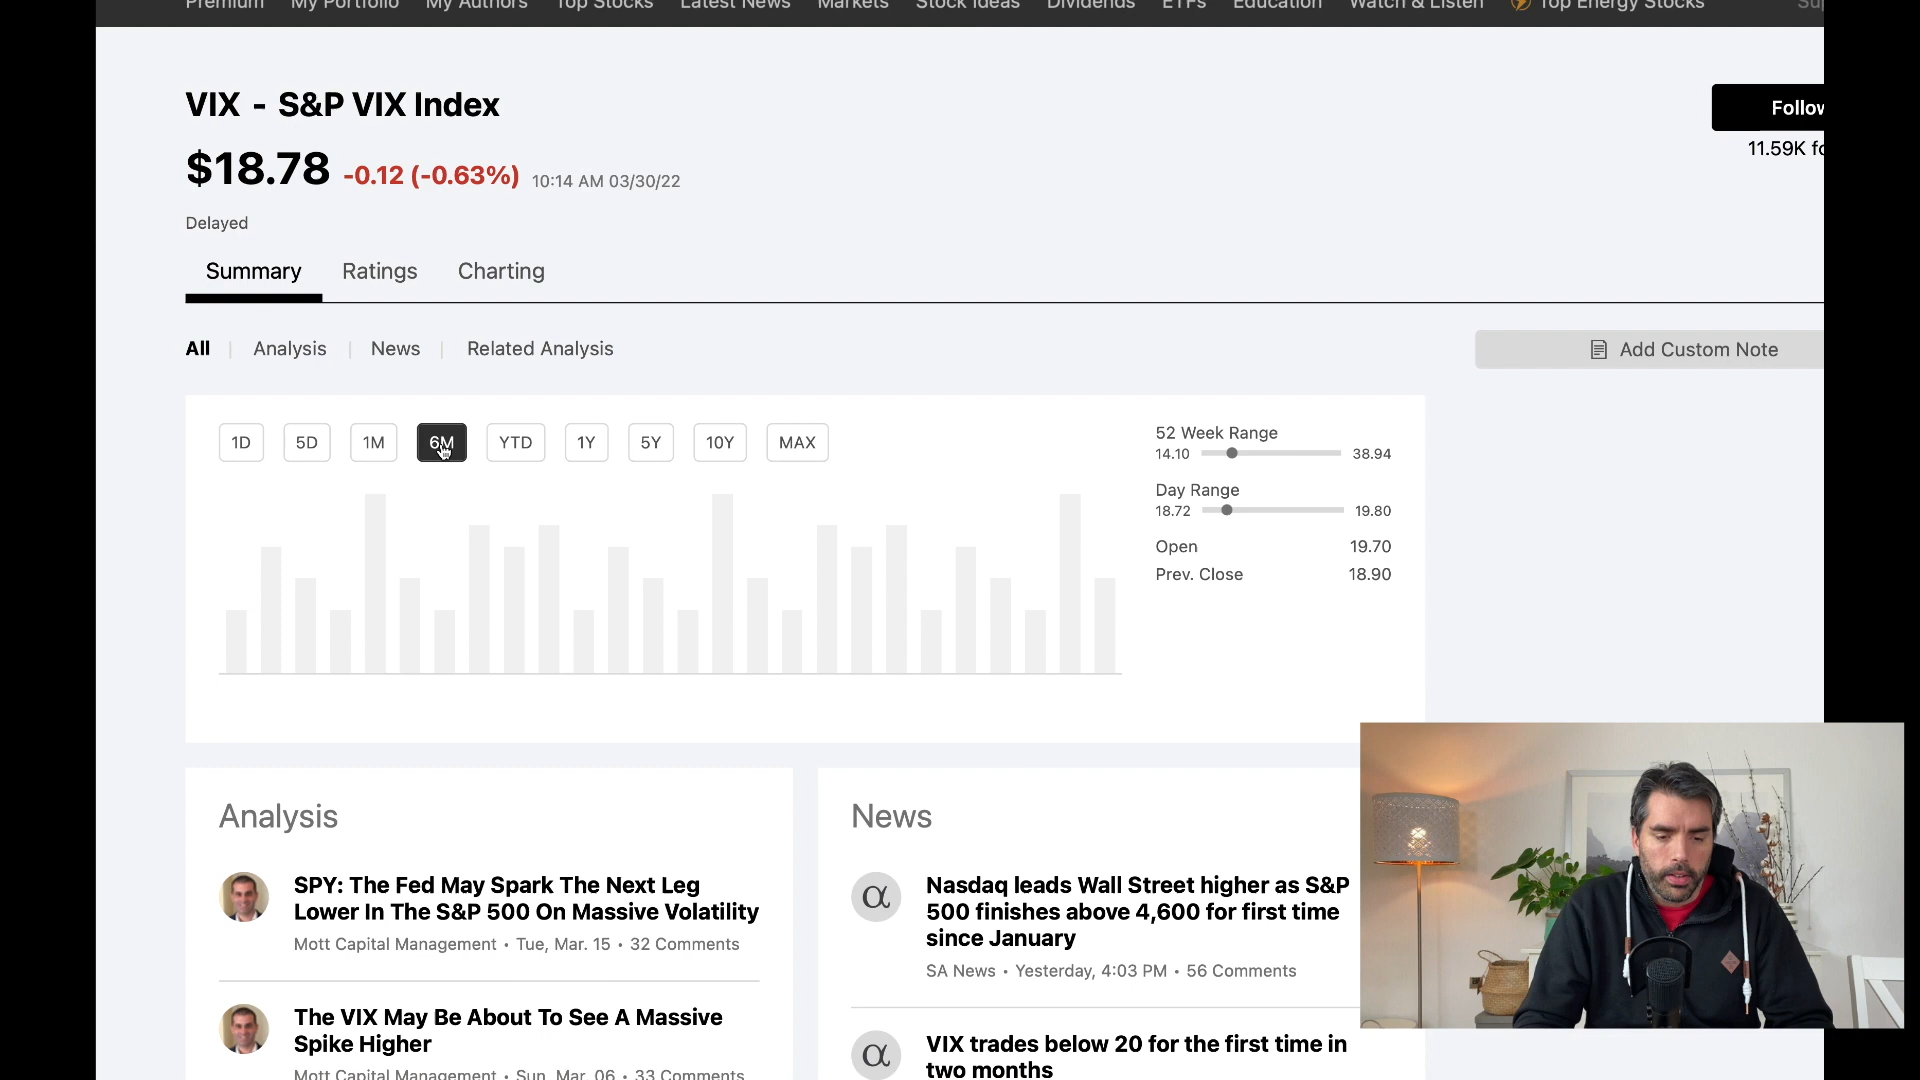 Premium My Portfolio My Authors Top Stocks Latest News Markets Stock Ideas Dividends ETFs Education Watch & Listen Top Energy Stocks
VIX - S&P VIX Index
Follow
$18.78 -0.12 (-0.63%) 10:14 AM 03/30/22
11.59K
Delayed
Summary Ratings Charting
All Analysis News Related Analysis
Add Custom Note
1D 5D 1M 6M YTD 1Y 5Y 10Y MAX
52 Week Range
14.10 38.94
Day Range
18.72 19.80
Open 19.70
Prev. Close 18.90
Analysis
SPY: The Fed May Spark The Next Leg
Lower In The S&P 500 On Massive Volatility
Mott Capital Management • Tue, Mar. 15 • 32 Comments
The VIX May Be About To See A Massive
Spike Higher
Mott Capital Management • Sun, Mar. 06 • 33 Comments
News
α
Nasdaq leads Wall Street higher as S&P
500 finishes above 4,600 for first time
since January
SA News • Yesterday, 4:03 PM • 56 Comments
α
VIX trades below 20 for the first time in
two months